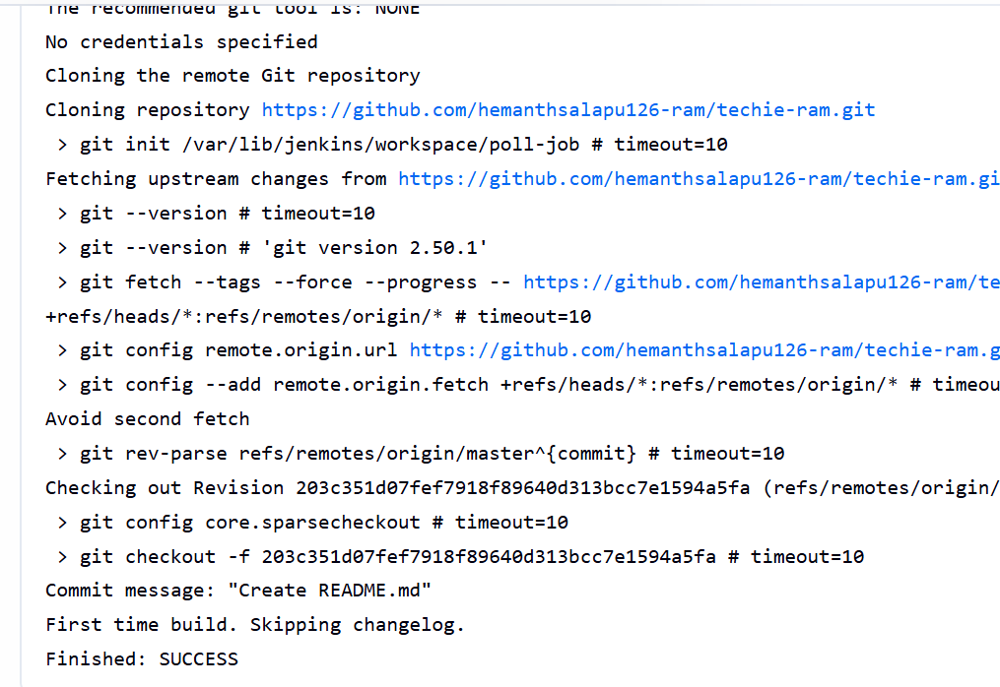 The recommended git tool is: NONE
No credentials specified
Cloning the remote Git repository
Cloning repository https://github.com/hemanthsalapu126-ram/techie-ram.git
 > git init /var/lib/jenkins/workspace/poll-job # timeout=10
Fetching upstream changes from https://github.com/hemanthsalapu126-ram/techie-ram.gi
 > git --version # timeout=10
 > git --version # 'git version 2.50.1'
 > git fetch --tags --force --progress -- https://github.com/hemanthsalapu126-ram/te
+refs/heads/*:refs/remotes/origin/* # timeout=10
 > git config remote.origin.url https://github.com/hemanthsalapu126-ram/techie-ram.g
 > git config --add remote.origin.fetch +refs/heads/*:refs/remotes/origin/* # timeou
Avoid second fetch
 > git rev-parse refs/remotes/origin/master^{commit} # timeout=10
Checking out Revision 203c351d07fef7918f89640d313bcc7e1594a5fa (refs/remotes/origin/
 > git config core.sparsecheckout # timeout=10
 > git checkout -f 203c351d07fef7918f89640d313bcc7e1594a5fa # timeout=10
Commit message: "Create README.md"
First time build. Skipping changelog.
Finished: SUCCESS